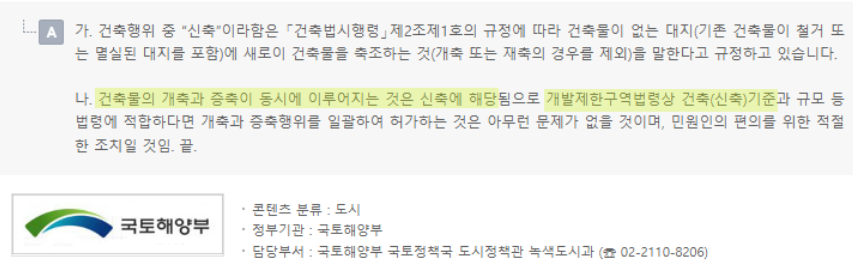 A 가. 건축행위 중 “신축”이라함은「건축법시행령」제2조제1호의 규정에 따라 건축물이 없는 대지(기존 건축물이 철거 또
는 멸실된 대지를 포함)에 새로이 건축물을 축조하는 것(개축 또는 재축의 경우를 제외)을 말한다고 규정하고 있습니다.
나. 건축물의 개축과 증축이 동시에 이루어지는 것은 신축에 해당됨으로 개발제한구역법령상 건축(신축)기준과 규모 등
법령에 적합하다면 개축과 증축행위를 일괄하여 허가하는 것은 아무런 문제가 없을 것이며, 민원인의 편의를 위한 적절
한 조치일 것임. 끝.
국토해양부
· 콘텐츠 분류 : 도시
· 정부기관 : 국토해양부
· 담당부서 : 국토해양부 국토정책국 도시정책관 녹색도시과 (☎ 02-2110-8206)